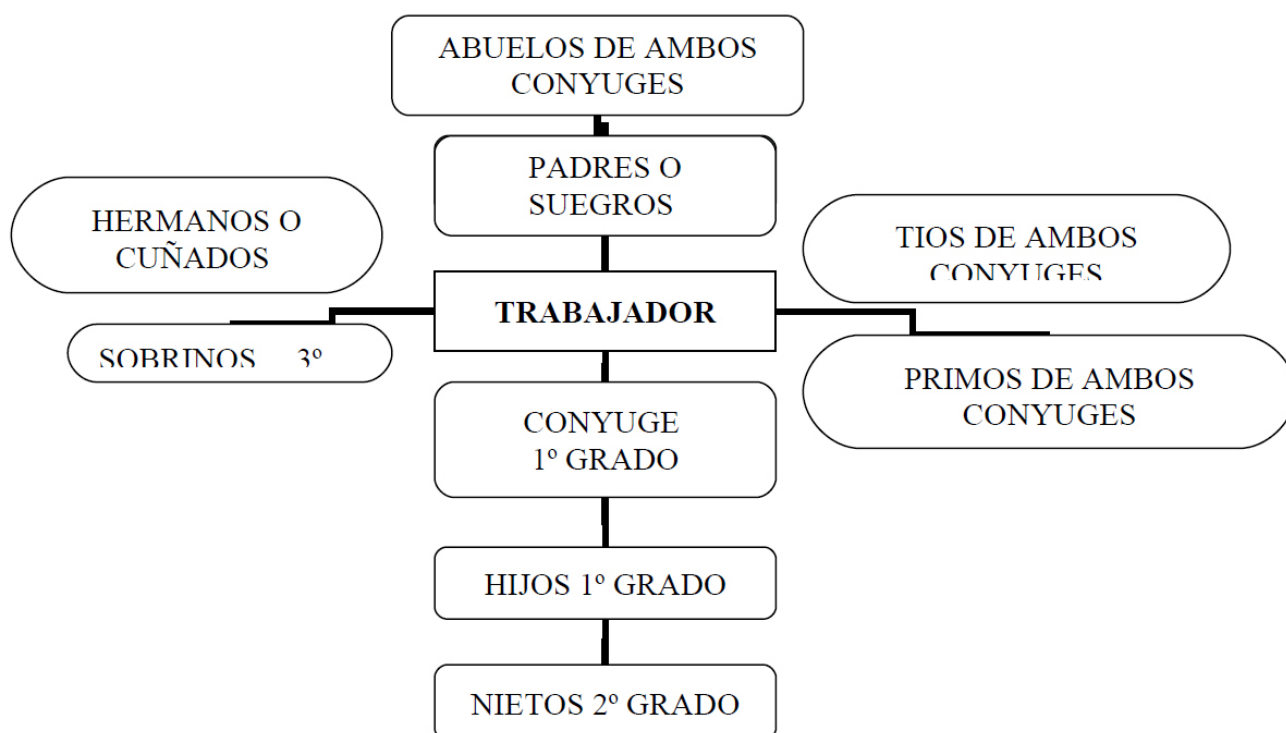 ABUELOS DE AMBOS
CONYUGES
PADRES O
SUEGROS
HERMANOS O
CUÑADOS
TIOS DE AMBOS
CONYUGES
TRABAJADOR
SOBRINOS 3º
PRIMOS DE AMBOS
CONYUGES
CONYUGE
1º GRADO
HIJOS 1º GRADO
NIETOS 2º GRADO